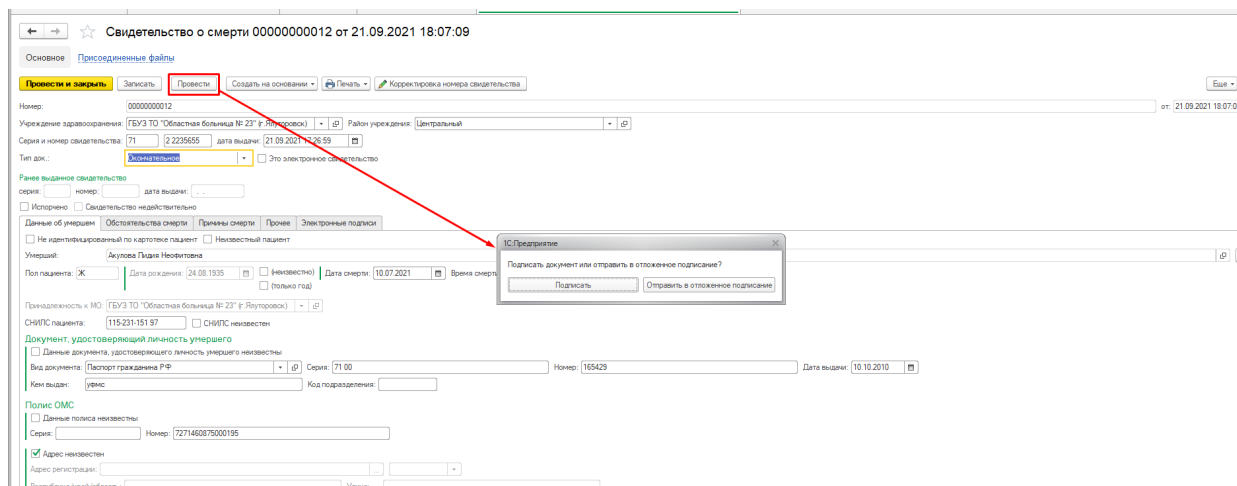 Свидетельство о смерти 00000000012 от 21.09.2021 18:07:09
Основное Присоединенные файлы
Провести и закрыть Записать Провести Создать на основании Печать Корректировка номера свидетельства Еще
Номер: 00000000012 от: 21.09.2021 18:07:0
Учреждение здравоохранения: ГБУЗ ТО "Областная больница № 23" (г. Ялуторовск) Район учреждения: Центральный
Серия и номер свидетельства: 71 2 2235655 дата выдачи: 21.09.2021 17:26:59
Тип док.: Окончательное Это электронное свидетельство
Ранее выданное свидетельство
серия: номер: дата выдачи: . .
Испорчено Свидетельство недействительно
Данные об умершем Обстоятельства смерти Причины смерти Прочее Электронные подписи
Не идентифицированный по картотеке пациент Неизвестный пациент
1С:Предприятие
Умерший: Акулова Лидия Неофитовна
Подписать документ или отправить в отложенное подписание?
Пол пациента: Ж Дата рождения: 24.08.1935 (неизвестно) Дата смерти: 10.07.2021 Время смерт
(только год)
Подписать Отправить в отложенное подписание
Принадлежность к МО: ГБУЗ ТО "Областная больница № 23" (г. Ялуторовск)
СНИЛС пациента: 115-231-151 97 СНИЛС неизвестен
Документ, удостоверяющий личность умершего
Данные документа, удостоверяющего личность умершего неизвестны
Вид документа: Паспорт гражданина РФ Серия: 71 00 Номер: 165429 Дата выдачи: 10.10.2010
Кем выдан: уфмс Код подразделения:
Полис ОМС
Данные полиса неизвестны
Серия: Номер: 7271460875000195
Адрес неизвестен
Адрес регистрации: